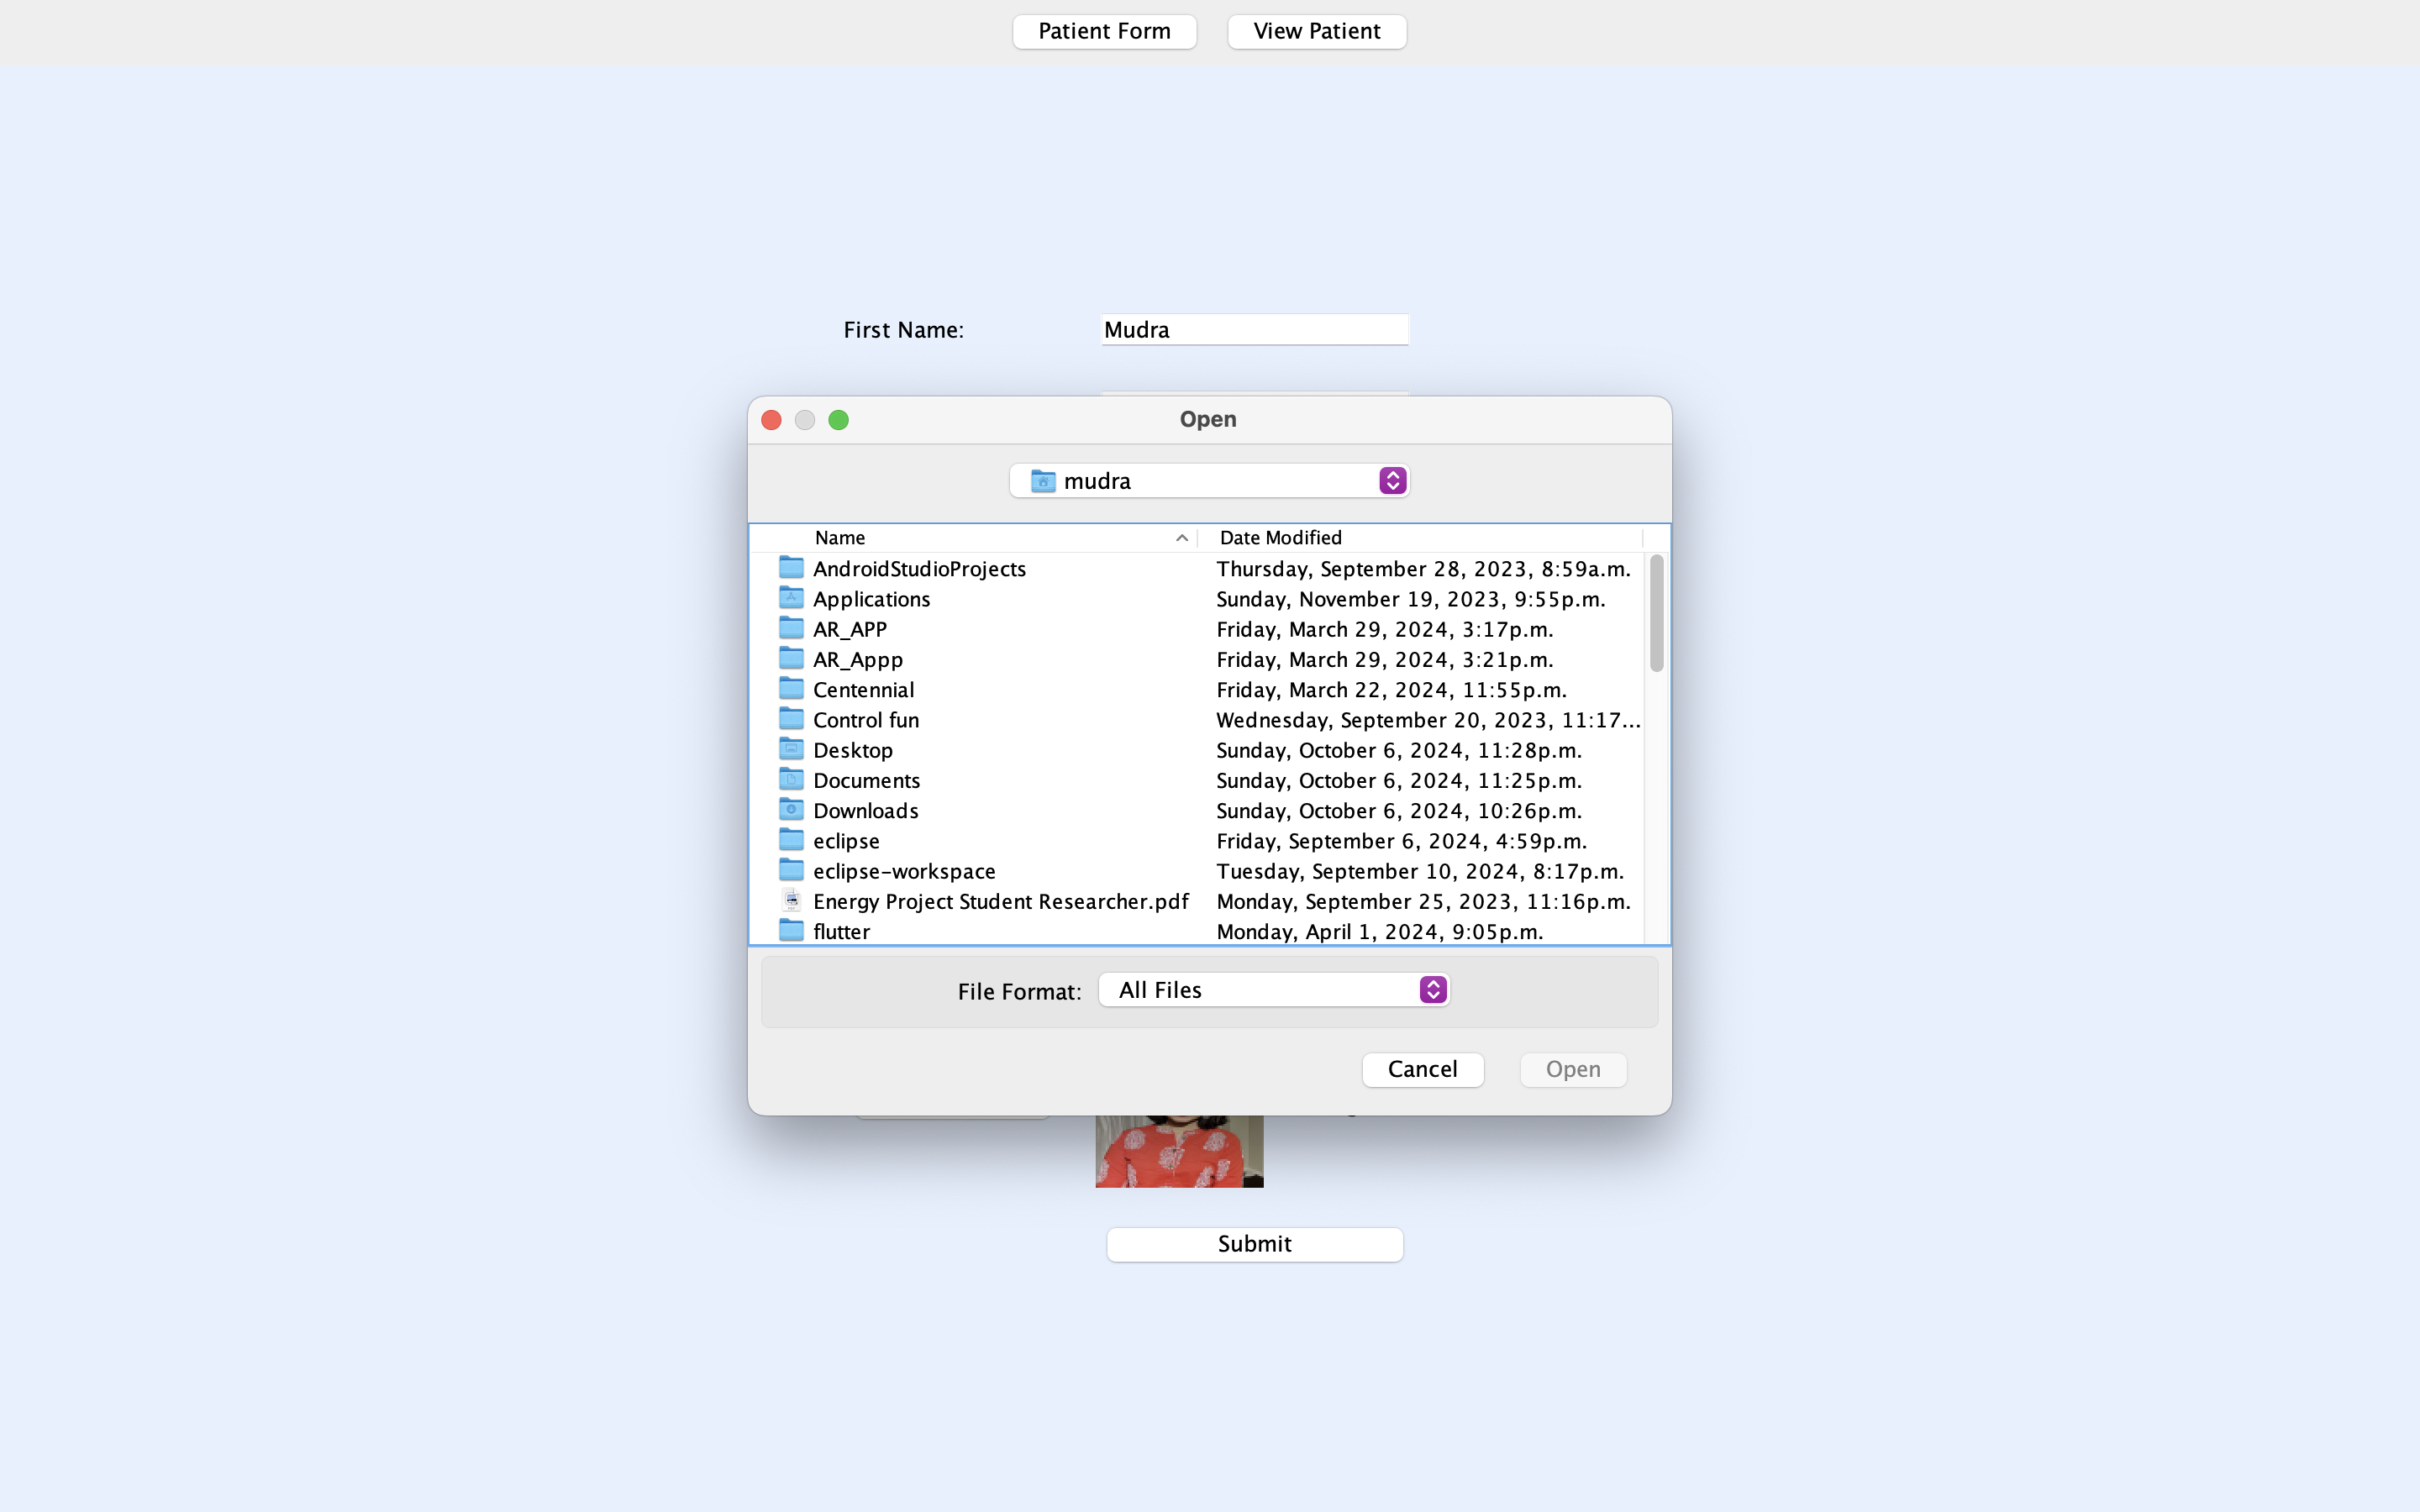 Patient Form View Patient
First Name: Mudra
Open
mudra
Name Date Modified
AndroidStudioProjects Thursday, September 28, 2023, 8:59a.m.
Applications Sunday, November 19, 2023, 9:55p.m.
AR_APP Friday, March 29, 2024, 3:17p.m.
AR_Appp Friday, March 29, 2024, 3:21p.m.
Centennial Friday, March 22, 2024, 11:55p.m.
Control fun Wednesday, September 20, 2023, 11:17...
Desktop Sunday, October 6, 2024, 11:28p.m.
Documents Sunday, October 6, 2024, 11:25p.m.
Downloads Sunday, October 6, 2024, 10:26p.m.
eclipse Friday, September 6, 2024, 4:59p.m.
eclipse-workspace Tuesday, September 10, 2024, 8:17p.m.
Energy Project Student Researcher.pdf Monday, September 25, 2023, 11:16p.m.
flutter Monday, April 1, 2024, 9:05p.m.
File Format: All Files
Cancel Open
Submit